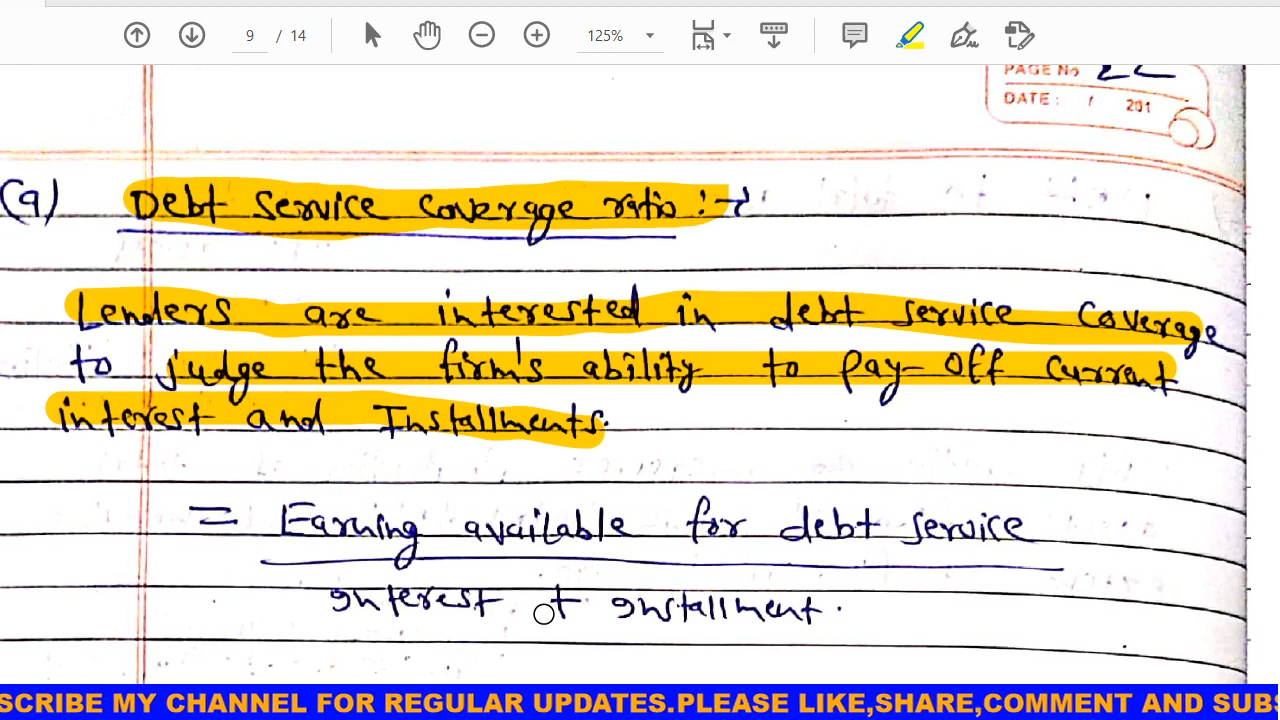 9 / 14
125%
PAGE No 22
DATE: / 201
(9) Debt Service Coverage ratio :-
Lenders are interested in debt service Coverage
to judge the firm's ability to pay-off current
interest and Installments.
= Earning available for debt service
Interest + Installment.
SCRIBE MY CHANNEL FOR REGULAR UPDATES.PLEASE LIKE,SHARE,COMMENT AND SUBS